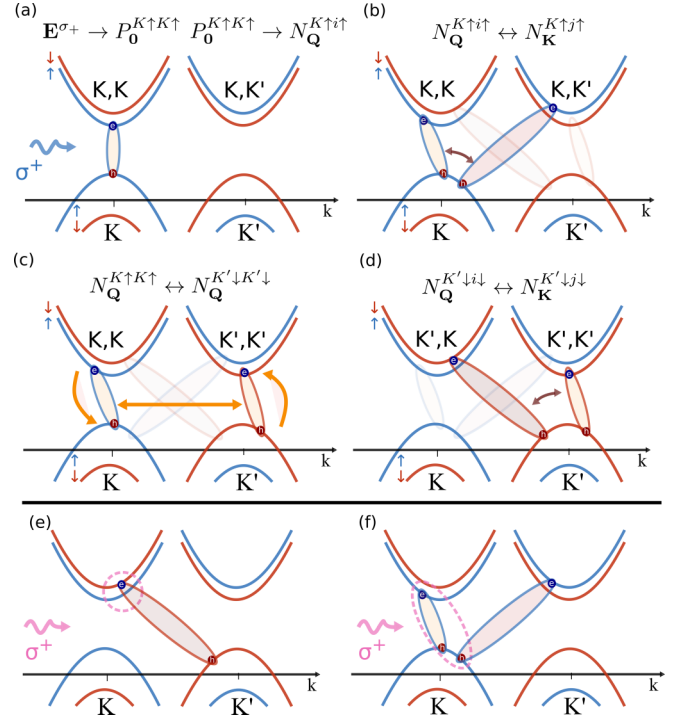 (a)
𝐄^{σ+} → P_𝟎^{K↑K↑} P_𝟎^{K↑K↑} → N_𝐐^{K↑i↑}
↓
↑
K,K K,K'
e
σ⁺
h
k
↑
↓
K K'
(b)
N_𝐐^{K↑i↑} ↔ N_𝐊^{K↑j↑}
↓
↑
K,K K,K'
e e
h h
k
↑
↓
K K'
(c)
N_𝐐^{K↑K↑} ↔ N_𝐐^{K'↓K'↓}
↓
↑
K,K K',K'
e e
h h
k
↑
↓
K K'
(d)
N_𝐐^{K'↓i↓} ↔ N_𝐊^{K'↓j↓}
↓
↑
K',K K',K'
e e
h h
k
↑
↓
K K'
(e)
e
σ⁺
h
k
K K'
(f)
e e
σ⁺
h h
k
K K'